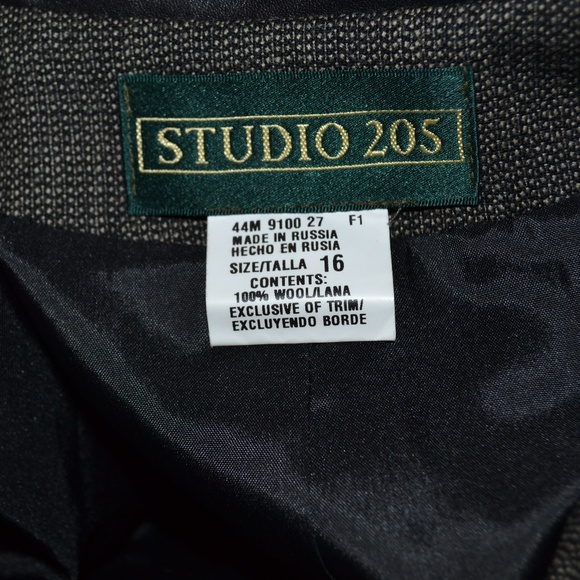 STUDIO 205
44M 9100 27 F1
MADE IN RUSSIA
HECHO EN RUSIA
SIZE/TALLA 16
CONTENTS:
100% WOOL/LANA
EXCLUSIVE OF TRIM/
EXCLUYENDO BORDE